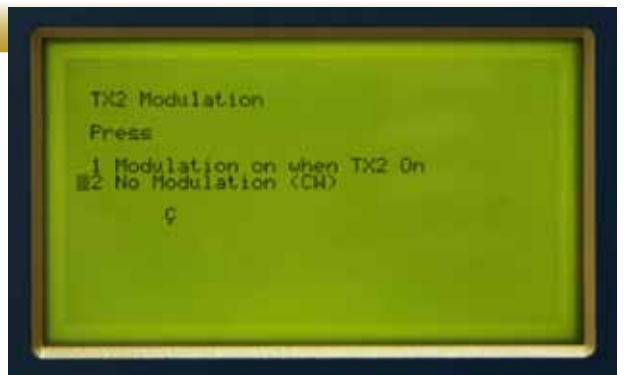 TX2 Modulation
Press
1 Modulation on when TX2 On
2 No Modulation (CW)